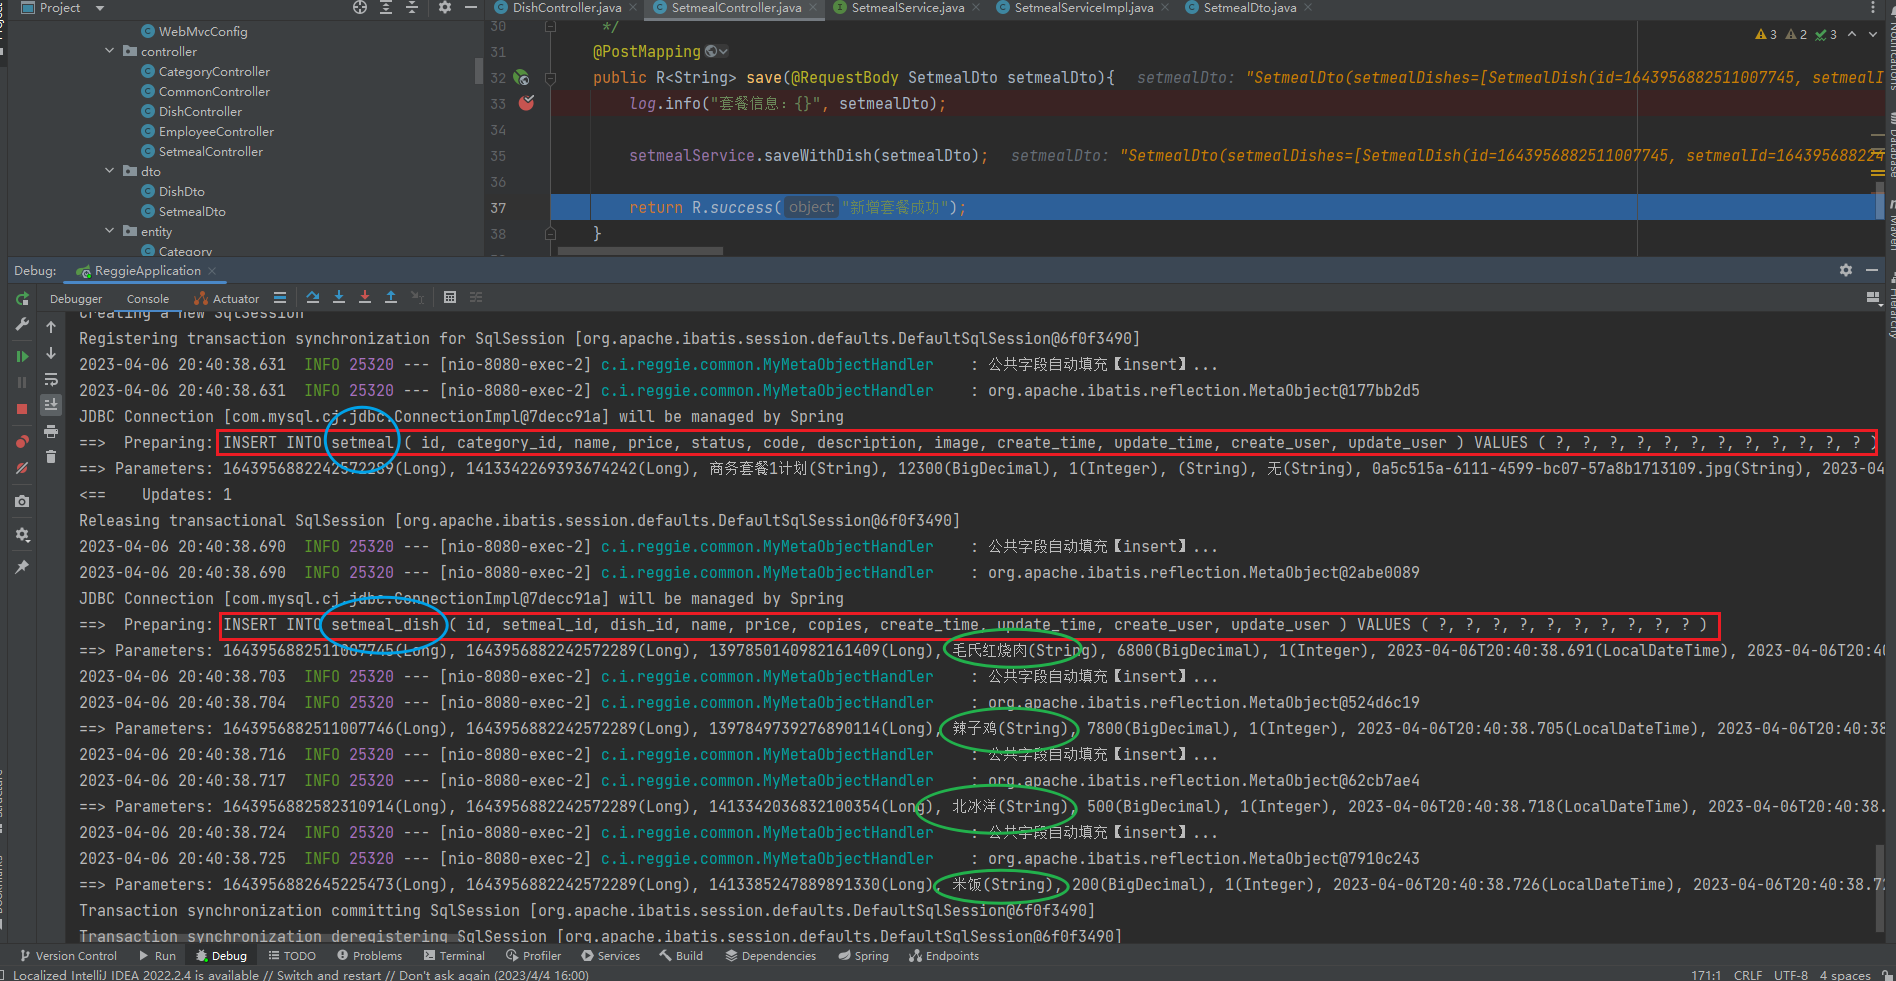 Project
DishController.java
SetmealController.java
SetmealService.java
SetmealServiceImpl.java
SetmealDto.java
WebMvcConfig
controller
CategoryController
CommonController
DishController
EmployeeController
SetmealController
dto
DishDto
SetmealDto
entity
Category
3 2 3
30 */
31 @PostMapping
32 public R<String> save(@RequestBody SetmealDto setmealDto){ setmealDto: "SetmealDto(setmealDishes=[SetmealDish(id=1643956882511007745, setmealI
33 log.info("套餐信息：{}", setmealDto);
34
35 setmealService.saveWithDish(setmealDto); setmealDto: "SetmealDto(setmealDishes=[SetmealDish(id=1643956882511007745, setmealId=164395688224
36
37 return R.success( object: "新增套餐成功");
38 }
Notifications
Database
Maven
Hierarchy
Debug: ReggieApplication
Debugger Console Actuator
Creating a new SqlSession
Registering transaction synchronization for SqlSession [org.apache.ibatis.session.defaults.DefaultSqlSession@6f0f3490]
2023-04-06 20:40:38.631 INFO 25320 --- [nio-8080-exec-2] c.i.reggie.common.MyMetaObjectHandler : 公共字段自动填充【insert】...
2023-04-06 20:40:38.631 INFO 25320 --- [nio-8080-exec-2] c.i.reggie.common.MyMetaObjectHandler : org.apache.ibatis.reflection.MetaObject@177bb2d5
JDBC Connection [com.mysql.cj.jdbc.ConnectionImpl@7decc91a] will be managed by Spring
==> Preparing: INSERT INTO setmeal ( id, category_id, name, price, status, code, description, image, create_time, update_time, create_user, update_user ) VALUES ( ?, ?, ?, ?, ?, ?, ?, ?, ?, ?, ?, ? )
==> Parameters: 1643956882242572289(Long), 1413342269393674242(Long), 商务套餐1计划(String), 12300(BigDecimal), 1(Integer), (String), 无(String), 0a5c515a-6111-4599-bc07-57a8b1713109.jpg(String), 2023-04
<== Updates: 1
Releasing transactional SqlSession [org.apache.ibatis.session.defaults.DefaultSqlSession@6f0f3490]
2023-04-06 20:40:38.690 INFO 25320 --- [nio-8080-exec-2] c.i.reggie.common.MyMetaObjectHandler : 公共字段自动填充【insert】...
2023-04-06 20:40:38.690 INFO 25320 --- [nio-8080-exec-2] c.i.reggie.common.MyMetaObjectHandler : org.apache.ibatis.reflection.MetaObject@2abe0089
JDBC Connection [com.mysql.cj.jdbc.ConnectionImpl@7decc91a] will be managed by Spring
==> Preparing: INSERT INTO setmeal_dish ( id, setmeal_id, dish_id, name, price, copies, create_time, update_time, create_user, update_user ) VALUES ( ?, ?, ?, ?, ?, ?, ?, ?, ?, ? )
==> Parameters: 1643956882511007745(Long), 1643956882242572289(Long), 1397850140982161409(Long), 毛氏红烧肉(String), 6800(BigDecimal), 1(Integer), 2023-04-06T20:40:38.691(LocalDateTime), 2023-04-06T20:40
2023-04-06 20:40:38.703 INFO 25320 --- [nio-8080-exec-2] c.i.reggie.common.MyMetaObjectHandler : 公共字段自动填充【insert】...
2023-04-06 20:40:38.704 INFO 25320 --- [nio-8080-exec-2] c.i.reggie.common.MyMetaObjectHandler : org.apache.ibatis.reflection.MetaObject@524d6c19
==> Parameters: 1643956882511007746(Long), 1643956882242572289(Long), 1397849739276890114(Long), 辣子鸡(String), 7800(BigDecimal), 1(Integer), 2023-04-06T20:40:38.705(LocalDateTime), 2023-04-06T20:40:38
2023-04-06 20:40:38.716 INFO 25320 --- [nio-8080-exec-2] c.i.reggie.common.MyMetaObjectHandler : 公共字段自动填充【insert】...
2023-04-06 20:40:38.717 INFO 25320 --- [nio-8080-exec-2] c.i.reggie.common.MyMetaObjectHandler : org.apache.ibatis.reflection.MetaObject@62cb7ae4
==> Parameters: 1643956882582310914(Long), 1643956882242572289(Long), 1413342036832100354(Long), 北冰洋(String), 500(BigDecimal), 1(Integer), 2023-04-06T20:40:38.718(LocalDateTime), 2023-04-06T20:40:38.
2023-04-06 20:40:38.724 INFO 25320 --- [nio-8080-exec-2] c.i.reggie.common.MyMetaObjectHandler : 公共字段自动填充【insert】...
2023-04-06 20:40:38.725 INFO 25320 --- [nio-8080-exec-2] c.i.reggie.common.MyMetaObjectHandler : org.apache.ibatis.reflection.MetaObject@7910c243
==> Parameters: 1643956882645225473(Long), 1643956882242572289(Long), 1413385247889891330(Long), 米饭(String), 200(BigDecimal), 1(Integer), 2023-04-06T20:40:38.726(LocalDateTime), 2023-04-06T20:40:38.72
Transaction synchronization committing SqlSession [org.apache.ibatis.session.defaults.DefaultSqlSession@6f0f3490]
Transaction synchronization deregistering SqlSession [org.apache.ibatis.session.defaults.DefaultSqlSession@6f0f3490]
Version Control Run Debug TODO Problems Terminal Profiler Services Build Dependencies Spring Endpoints
Localized IntelliJ IDEA 2022.2.4 is available // Switch and restart // Don't ask again (2023/4/4 16:00)
171:1 CRLF UTF-8 4 spaces